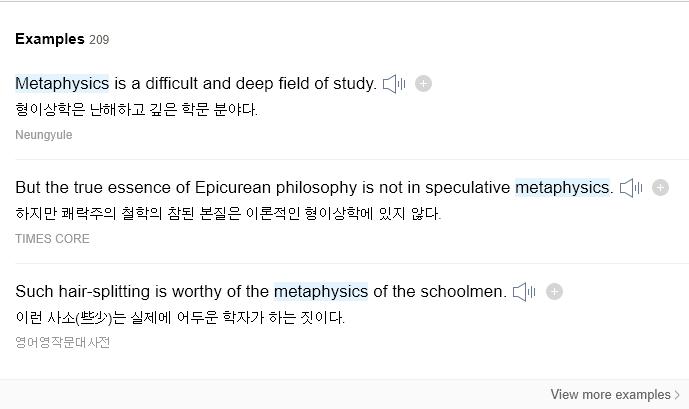 Examples 209
Metaphysics is a difficult and deep field of study.
형이상학은 난해하고 깊은 학문 분야다.
Neungyule
But the true essence of Epicurean philosophy is not in speculative metaphysics.
하지만 쾌락주의 철학의 참된 본질은 이론적인 형이상학에 있지 않다.
TIMES CORE
Such hair-splitting is worthy of the metaphysics of the schoolmen.
이런 사소(些少)는 실제에 어두운 학자가 하는 짓이다.
영어영작문대사전
View more examples